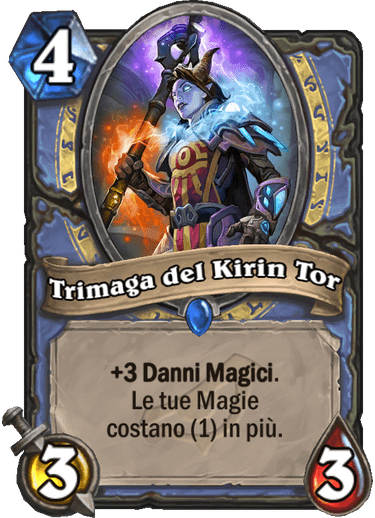 4
Trimaga del Kirin Tor
+3 Danni Magici.
Le tue Magie
costano (1) in più.
3
3